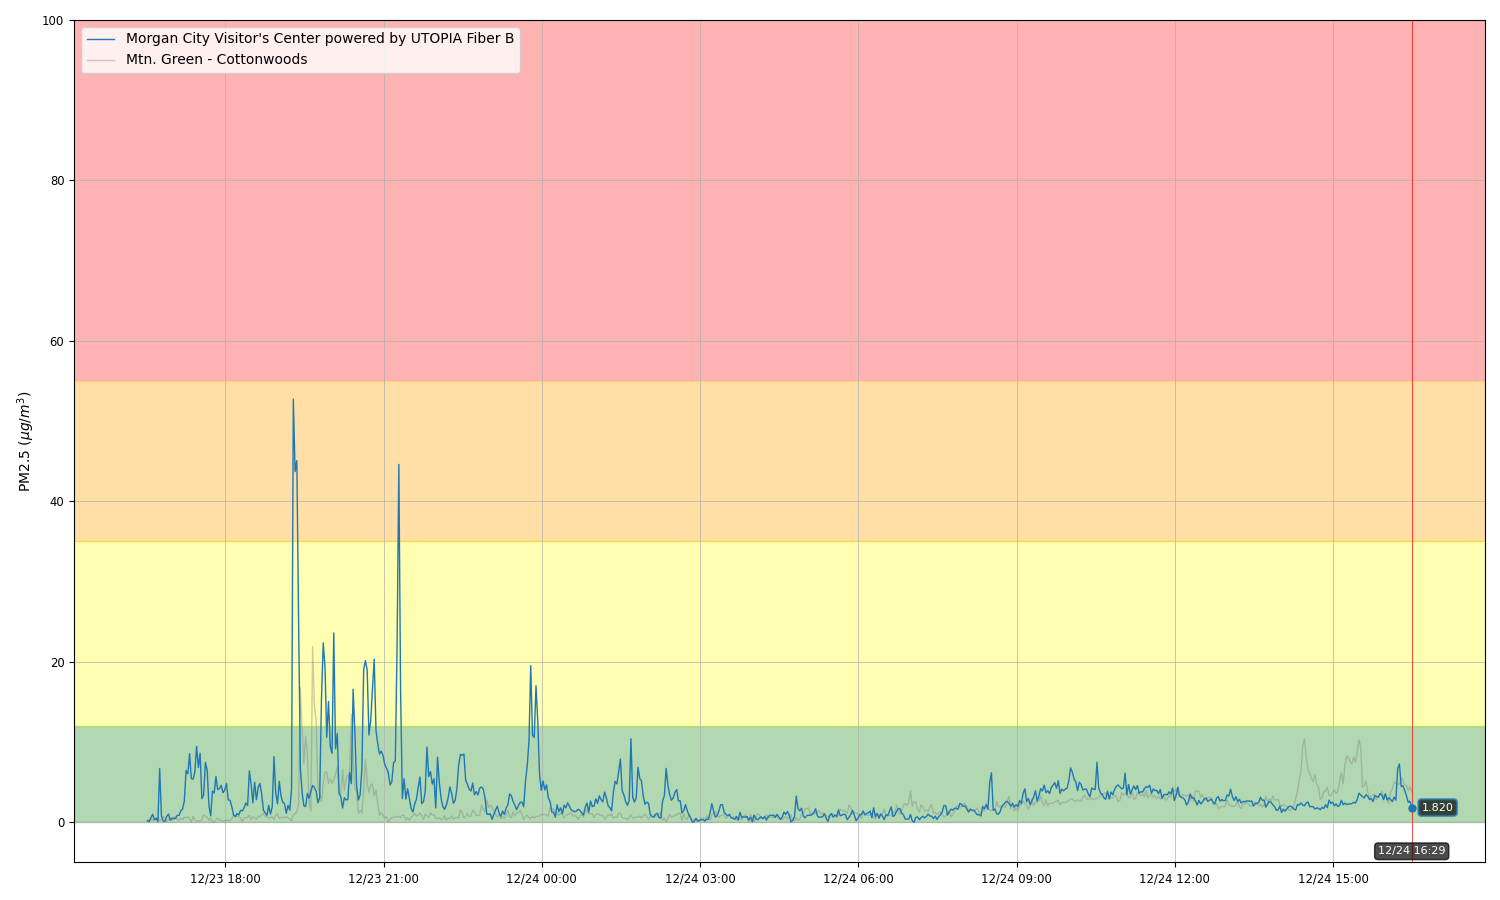 100
Morgan City Visitor's Center powered by UTOPIA Fiber B
Mtn. Green - Cottonwoods
80
60
PM2.5 (μg/m³)
40
20
0
1.820
12/24 16:29
12/23 18:00 12/23 21:00 12/24 00:00 12/24 03:00 12/24 06:00 12/24 09:00 12/24 12:00 12/24 15:00